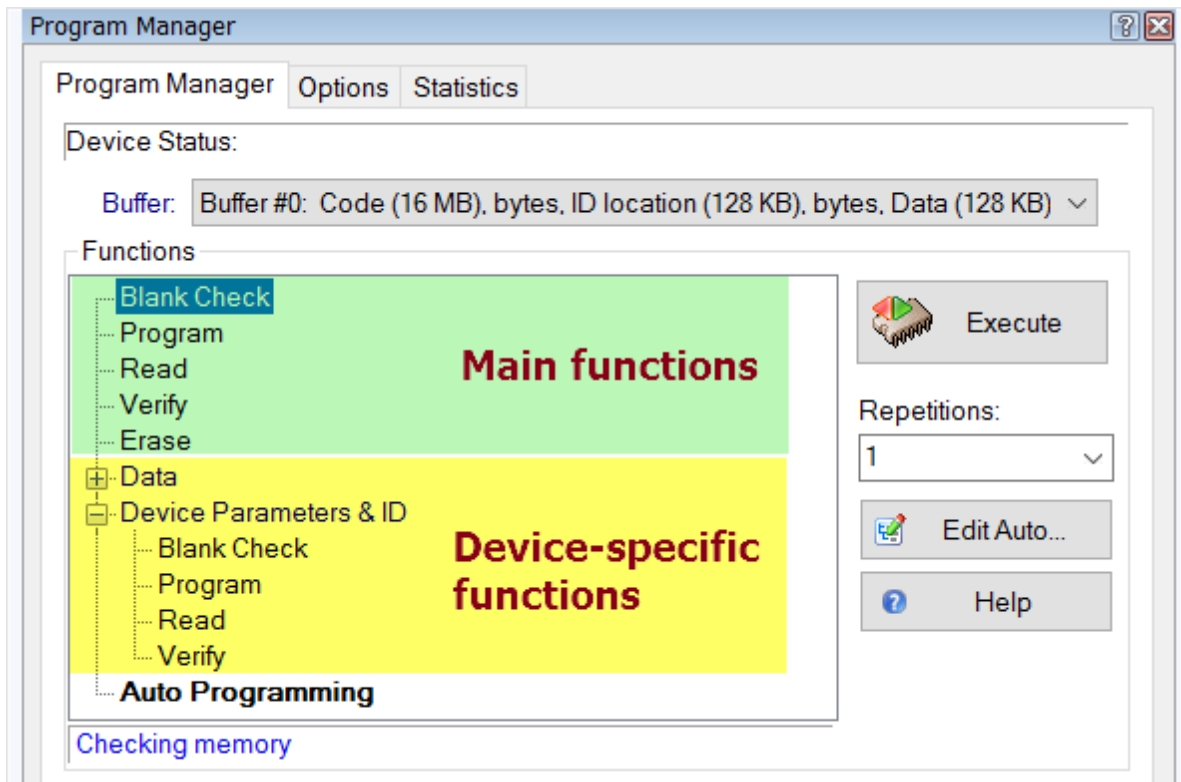 Program Manager
Program Manager Options Statistics
Device Status:
Buffer: Buffer #0: Code (16 MB), bytes, ID location (128 KB), bytes, Data (128 KB)
Functions
Blank Check
Program
Read
Verify
Erase
Main functions
Data
Device Parameters & ID
Blank Check
Program
Read
Verify
Device-specific
functions
Auto Programming
Checking memory
Execute
Repetitions:
1
Edit Auto...
Help